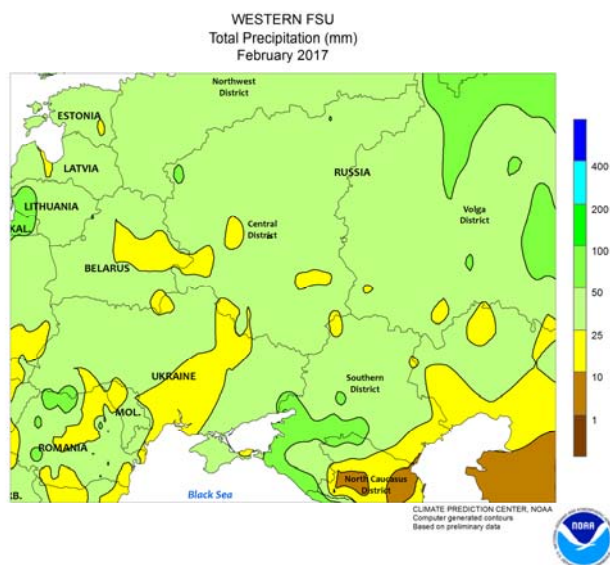 WESTERN FSU
Total Precipitation (mm)
February 2017
Northwest
District
ESTONIA
LATVIA
RUSSIA
LITHUANIA
KAL.
Volga
District
Central
District
BELARUS
UKRAINE
Southern
District
MOL.
ROMANIA
North Caucasus
District
RB.
Black Sea
400
200
100
50
25
10
1
CLIMATE PREDICTION CENTER, NOAA
Computer generated contours
Based on preliminary data
NOAA